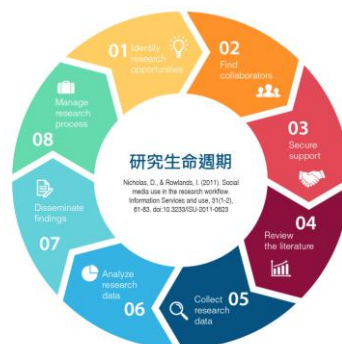 01 Identify
research
opportunities
02
Find
collaborators
03
Secure
support
04
Review
the literature
05
Collect
research
data
06
Analyze
research
data
07
Disseminate
findings
08
Manage
research
process
研究生命週期
Nicholas, D., & Rowlands, I. (2011). Social
media use in the research workflow.
Information Services and use, 31(1-2),
61-83. doi:10.3233/ISU-2011-0623